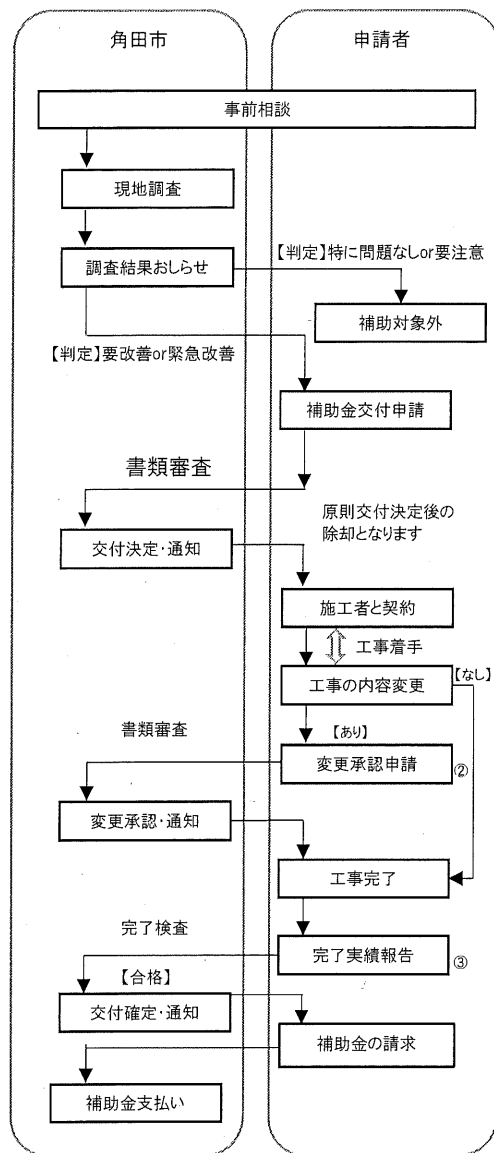 角田市
申請者
事前相談
現地調査
【判定】特に問題なしor要注意
調査結果おしらせ
補助対象外
【判定】要改善or緊急改善
補助金交付申請
書類審査
原則交付決定後の
除却となります
交付決定・通知
施工者と契約
工事着手
【なし】
工事の内容変更
【あり】
書類審査
変更承認申請
②
変更承認・通知
工事完了
完了検査
完了実績報告
③
【合格】
交付確定・通知
補助金の請求
補助金支払い